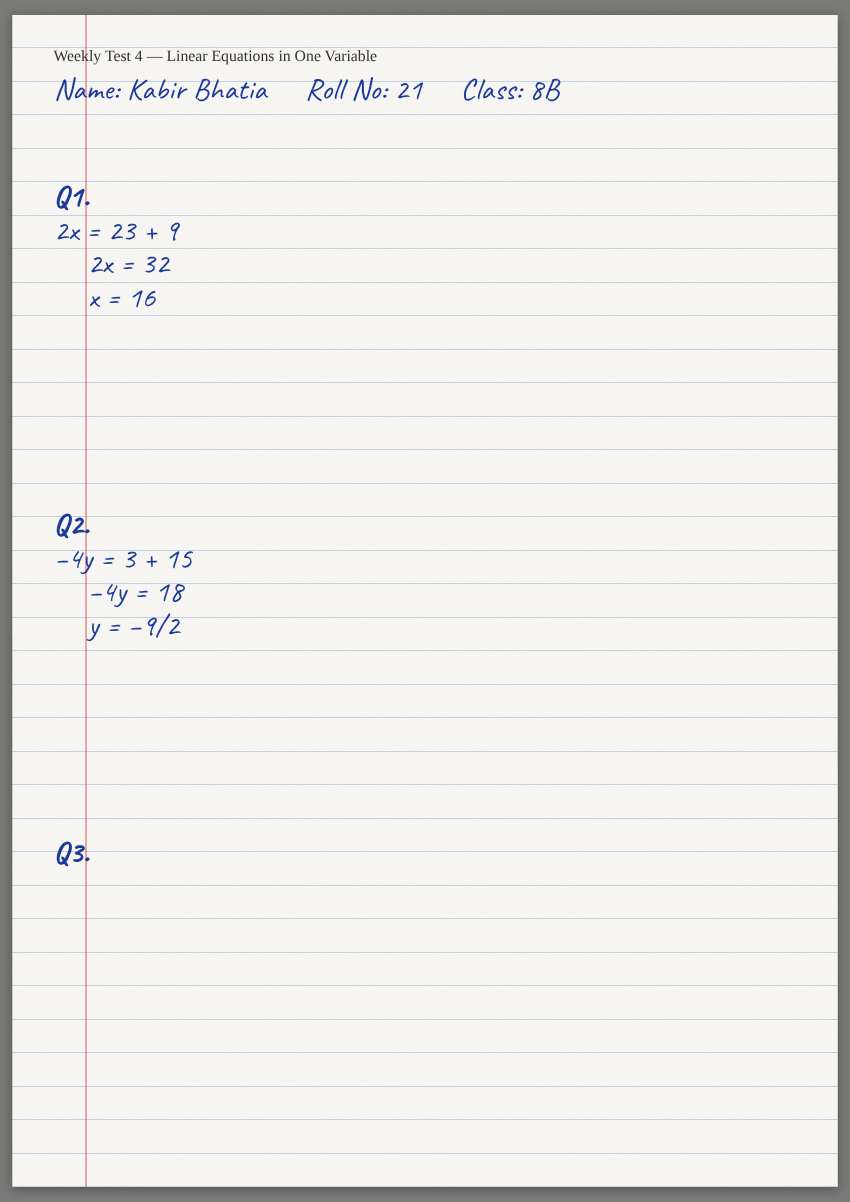 Weekly Test 4 — Linear Equations in One Variable
Name: Kabir Bhatia Roll No: 21 Class: 8B
Q1.
2x = 23 + 9
2x = 32
x = 16
Q2.
−4y = 3 + 15
−4y = 18
y = −9/2
Q3.